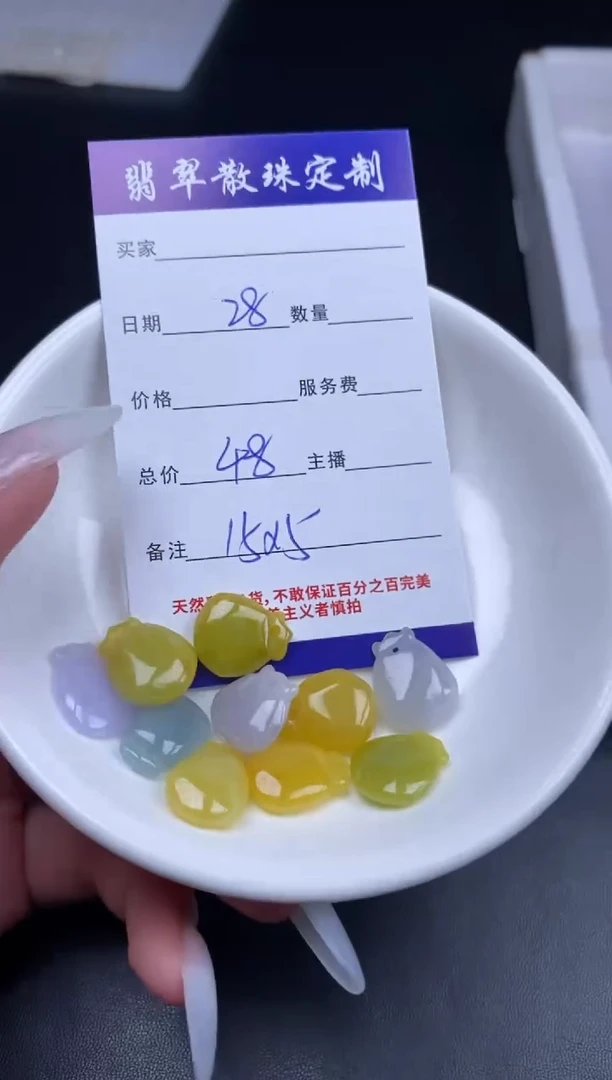 翡翠散珠定制
买家
日期 28 数量
价格 服务费
总价 48 主播
备注 15α5
天然 货,不敢保证百分之百完美
主义者慎拍